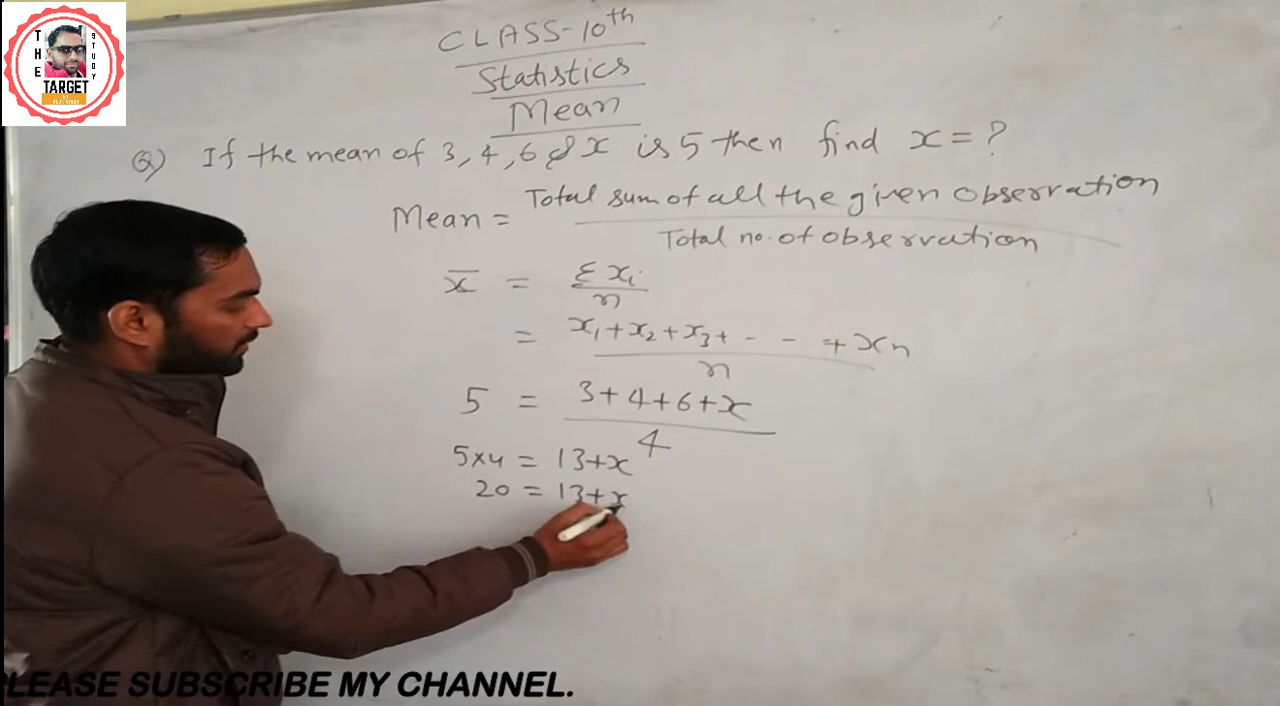 THE
TARGET
STUDY
CLASS-10th
Statistics
Mean
Q) If the mean of 3, 4, 6 & x is 5 then find x = ?
Mean = Total sum of all the given observation
Total no. of observation
x̅ = Σxi
n
= x1+x2+x3+ - - +xn
n
5 = 3+4+6+x
4
5×4 = 13+x
20 = 13+x
PLEASE SUBSCRIBE MY CHANNEL.